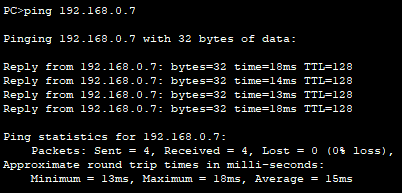 PC>ping 192.168.0.7
Pinging 192.168.0.7 with 32 bytes of data:
Reply from 192.168.0.7: bytes=32 time=18ms TTL=128
Reply from 192.168.0.7: bytes=32 time=14ms TTL=128
Reply from 192.168.0.7: bytes=32 time=13ms TTL=128
Reply from 192.168.0.7: bytes=32 time=18ms TTL=128
Ping statistics for 192.168.0.7:
Packets: Sent = 4, Received = 4, Lost = 0 (0% loss),
Approximate round trip times in milli-seconds:
Minimum = 13ms, Maximum = 18ms, Average = 15ms